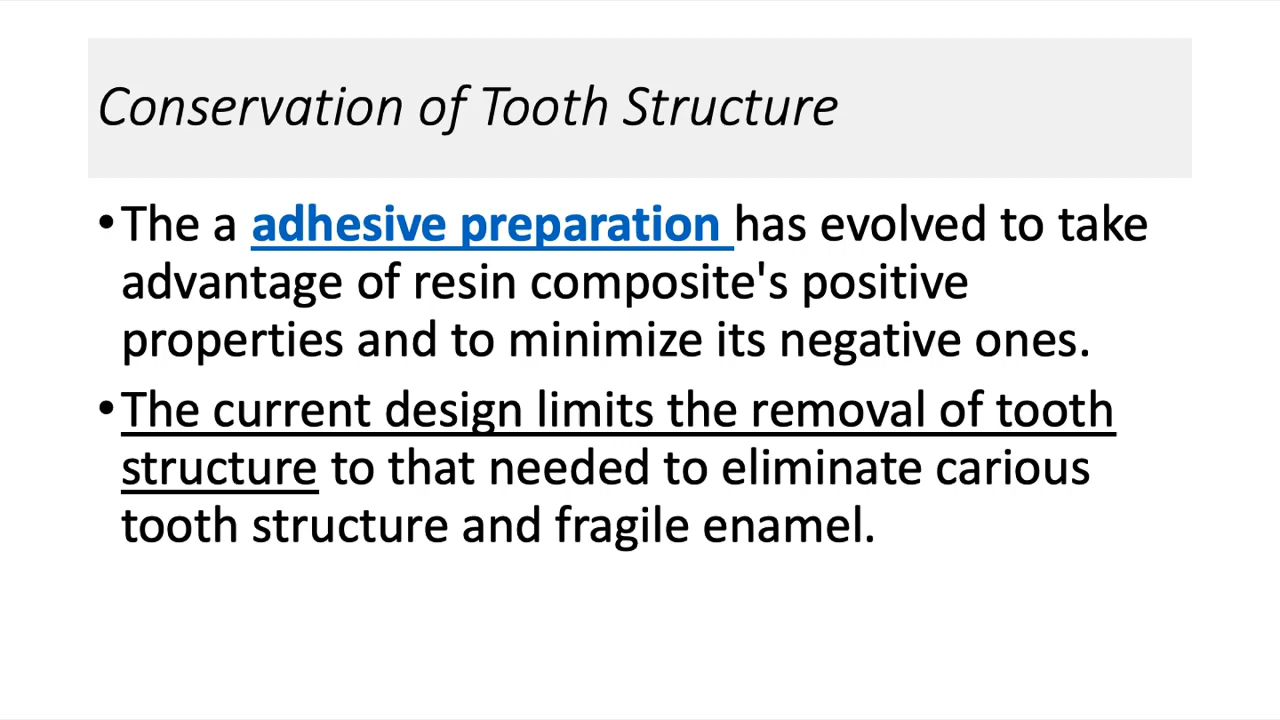 Conservation of Tooth Structure
•The a adhesive preparation has evolved to take
advantage of resin composite's positive
properties and to minimize its negative ones.
•The current design limits the removal of tooth
structure to that needed to eliminate carious
tooth structure and fragile enamel.